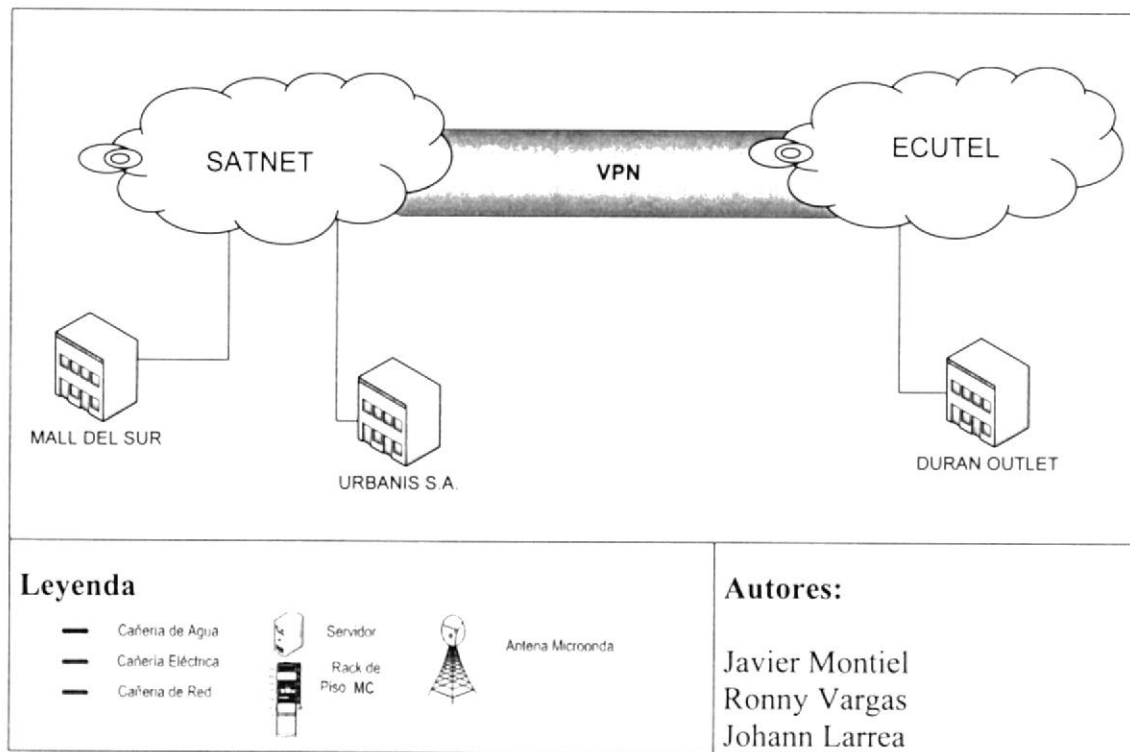 SATNET
VPN
ECUTEL
MALL DEL SUR
URBANIS S.A.
DURAN OUTLET
Leyenda
Cañeria de Agua
Cañeria Eléctrica
Cañeria de Red
Servidor
Rack de
Piso MC
Antena Microonda
Autores:
Javier Montiel
Ronny Vargas
Johann Larrea